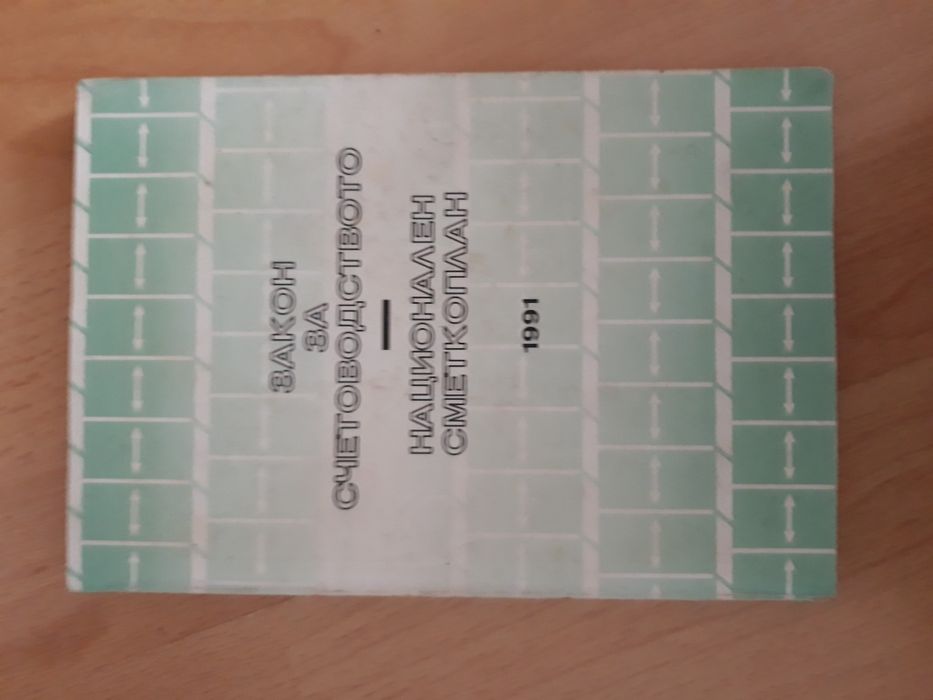 ЗАКОН
ЗА
СЧЕТОВОДСТВОТО
—
НАЦИОНАЛЕН
СМЕТКОПЛАН
1991